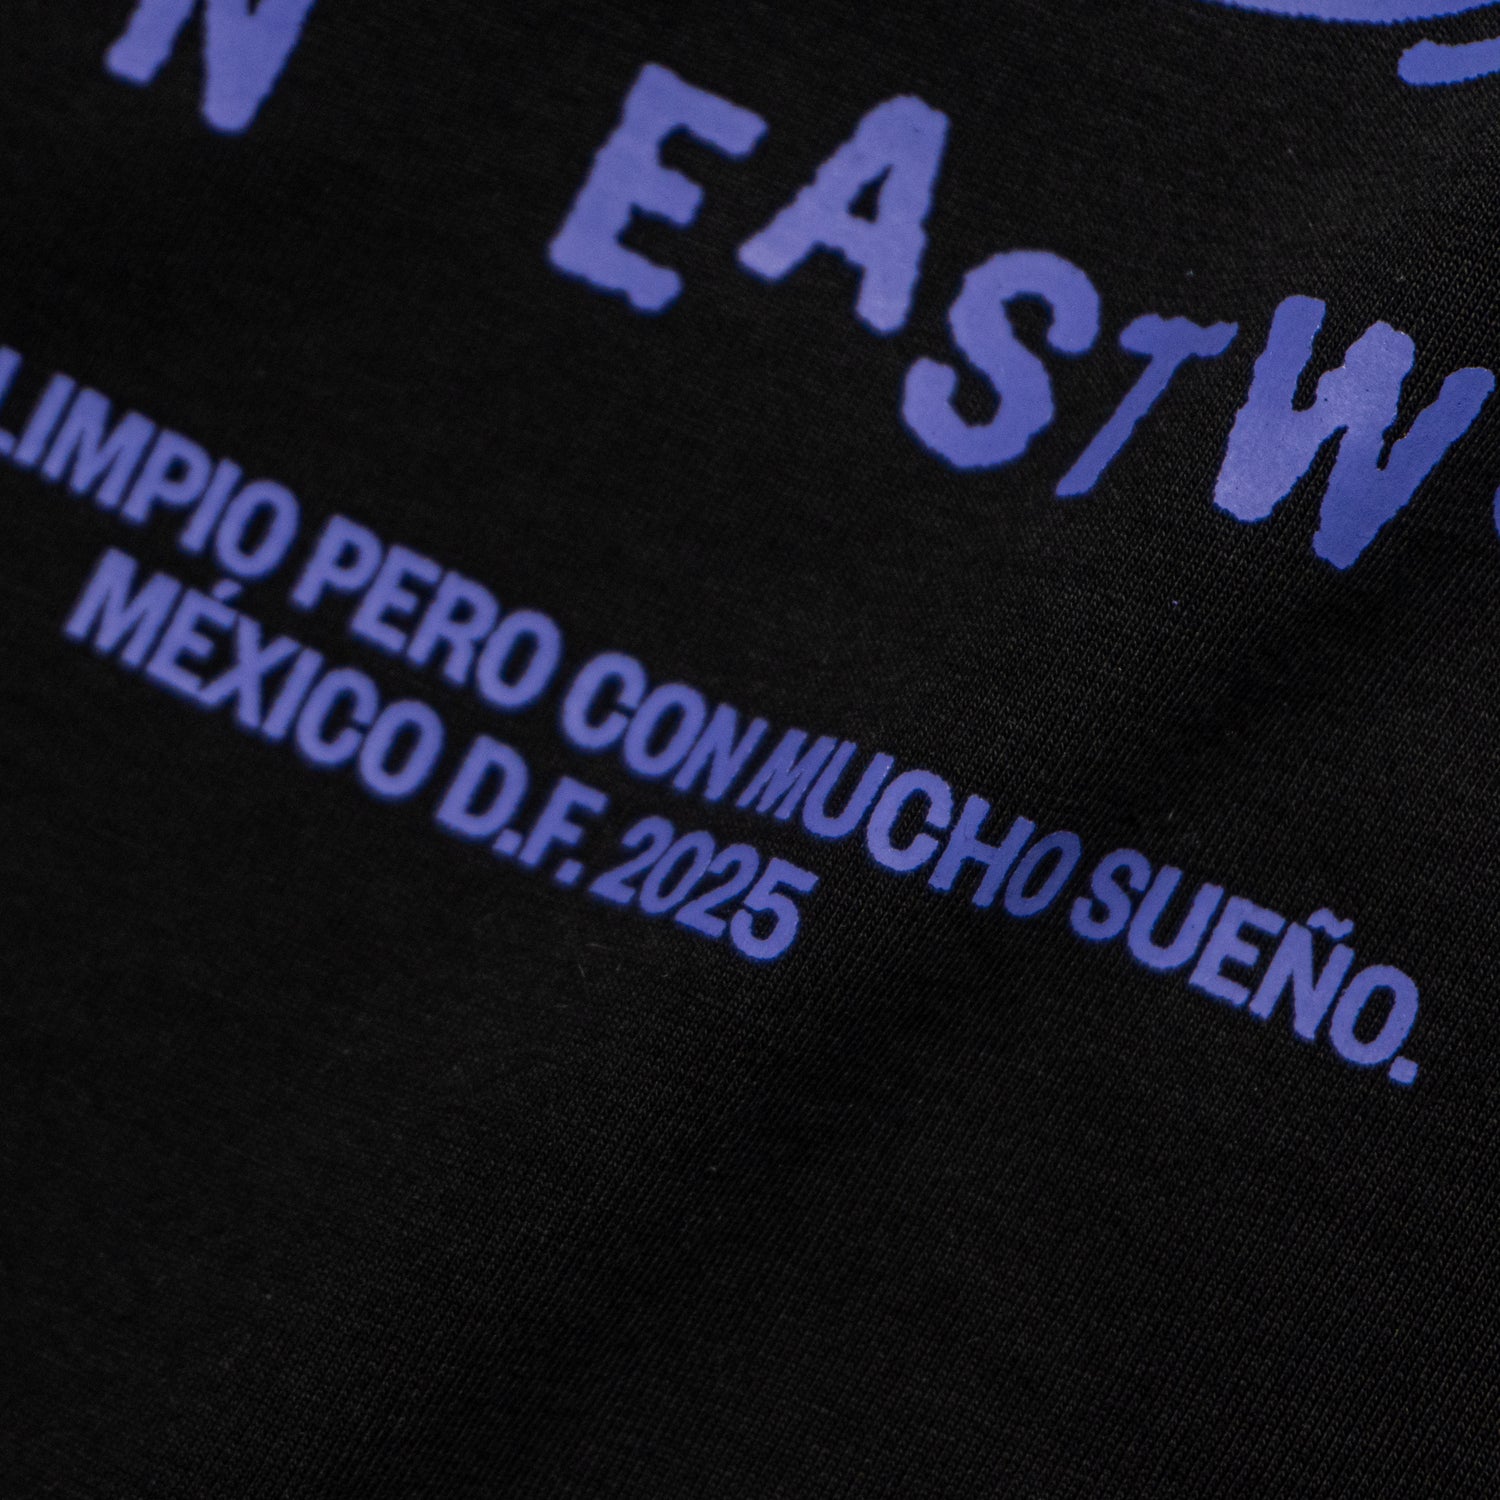 N EASTW
LIMPIO PERO CON MUCHO SUEÑO.
MÉXICO D.F. 2025